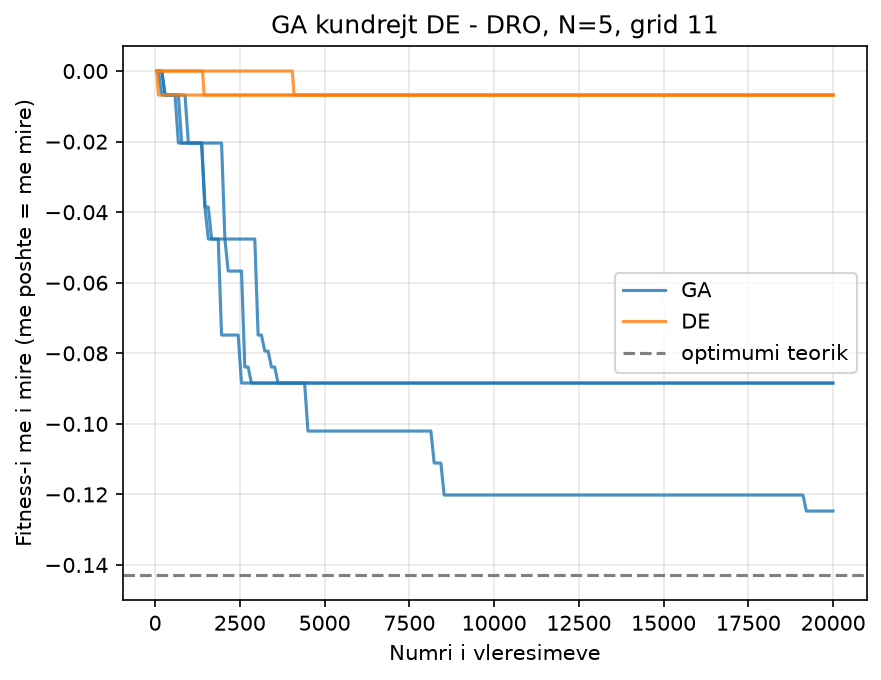 GA kundrejt DE - DRO, N=5, grid 11
Fitness-i me i mire (me poshte = me mire)
0.00
−0.02
−0.04
−0.06
−0.08
−0.10
−0.12
−0.14
GA
DE
optimumi teorik
0 2500 5000 7500 10000 12500 15000 17500 20000
Numri i vleresimeve